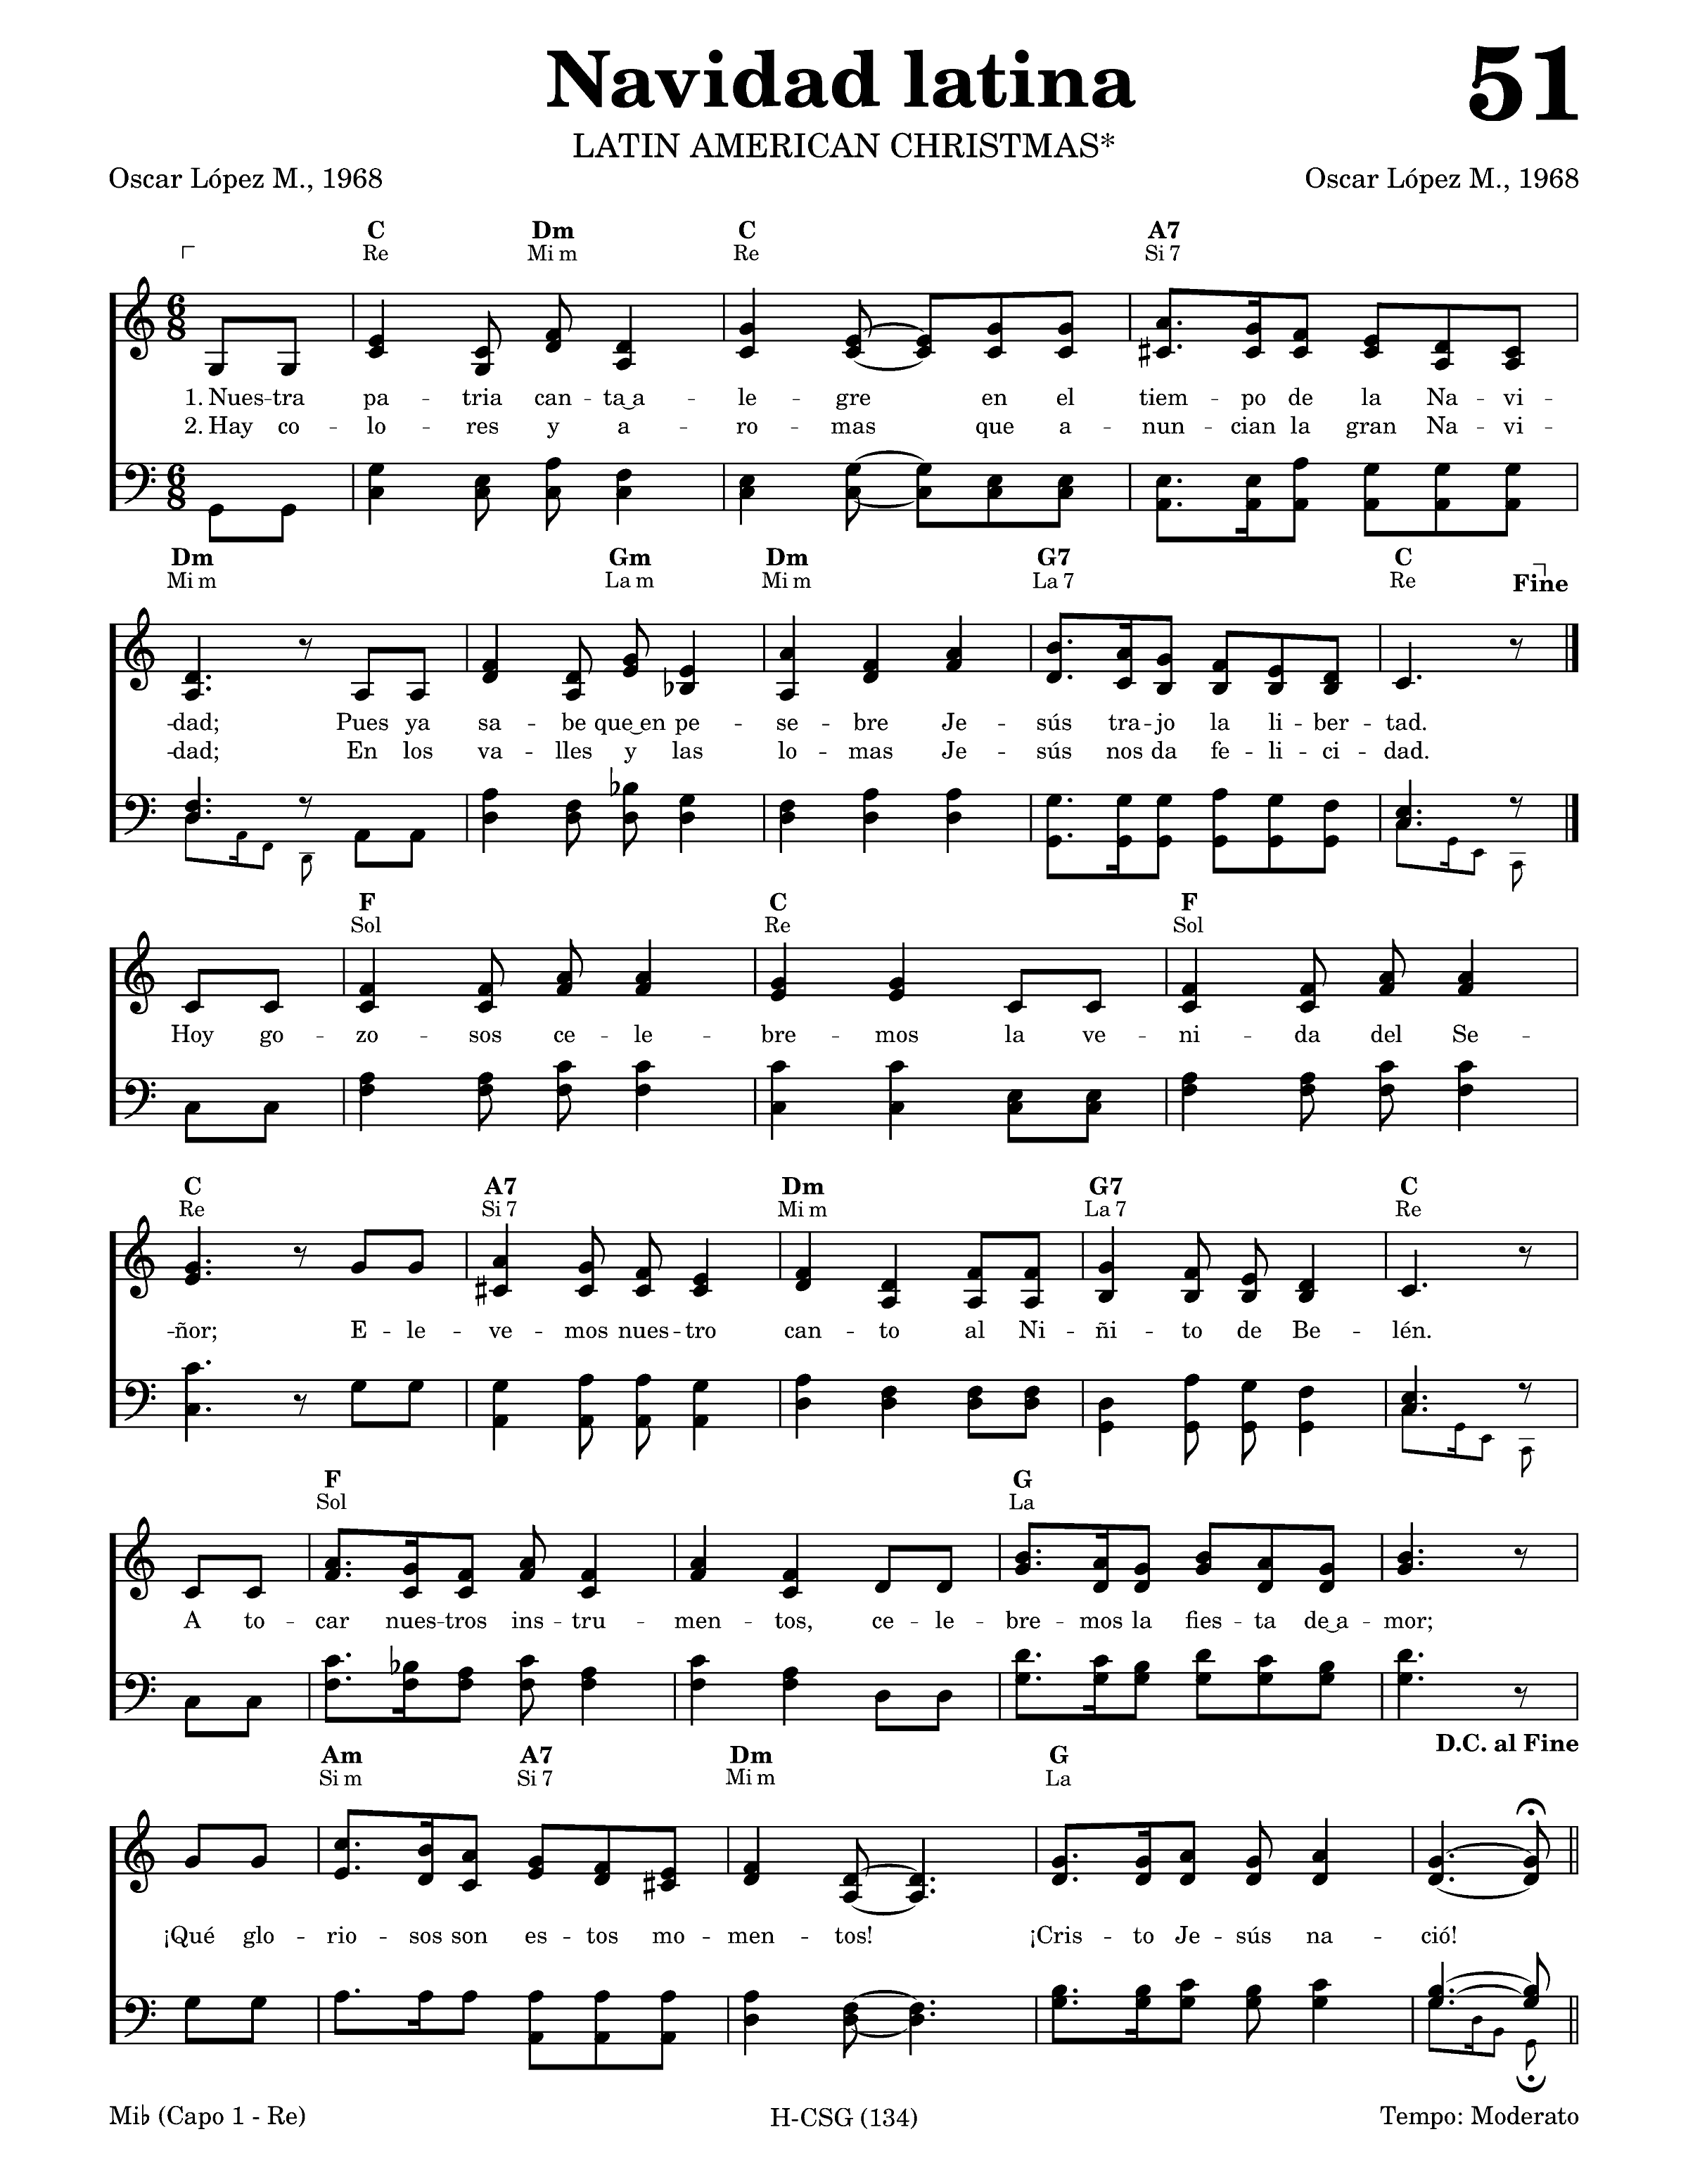 Navidad latina
51
LATIN AMERICAN CHRISTMAS*
Oscar López M., 1968
Oscar López M., 1968
C Dm C A7
Re Mi m Re Si 7
1. Nues -- tra pa -- tria can -- ta‿a -- le -- gre en el tiem -- po de la Na -- vi --
2. Hay co -- lo -- res y a -- ro -- mas que a -- nun -- cian la gran Na -- vi --
Dm Gm Dm G7 C
Mi m La m Mi m La 7 Re Fine
-- dad; Pues ya sa -- be que‿en pe -- se -- bre Je -- sús tra -- jo la li -- ber -- tad.
-- dad; En los va -- lles y las lo -- mas Je -- sús nos da fe -- li -- ci -- dad.
F C F
Sol Re Sol
Hoy go -- zo -- sos ce -- le -- bre -- mos la ve -- ni -- da del Se --
C A7 Dm G7 C
Re Si 7 Mi m La 7 Re
-- ñor; E -- le -- ve -- mos nues -- tro can -- to al Ni -- ñi -- to de Be -- lén.
F G
Sol La
A to -- car nues -- tros ins -- tru -- men -- tos, ce -- le -- bre -- mos la fies -- ta de‿a -- mor;
D.C. al Fine
Am A7 Dm G
Si m Si 7 Mi m La
¡Qué glo -- rio -- sos son es -- tos mo -- men -- tos! ¡Cris -- to Je -- sús na -- ció!
Mi♭ (Capo 1 - Re)
H-CSG (134)
Tempo: Moderato